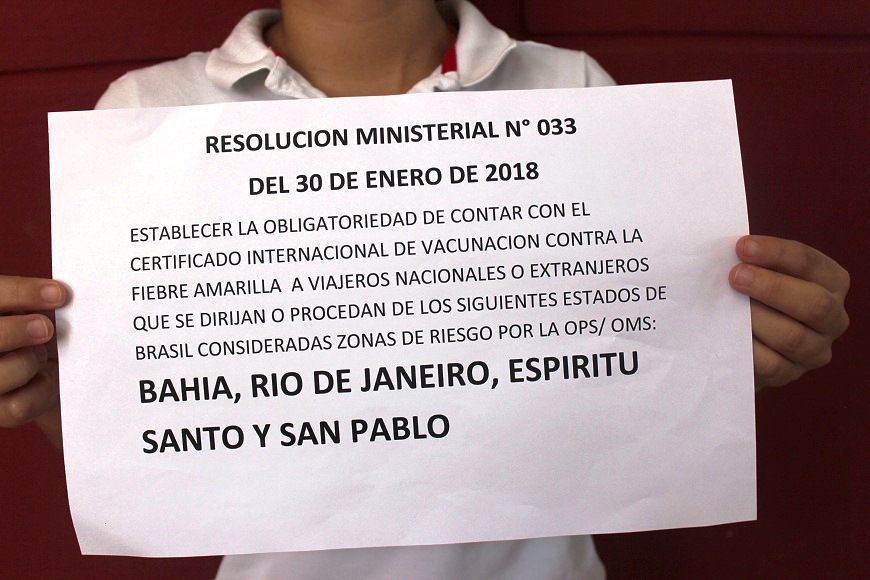 RESOLUCION MINISTERIAL N° 033
DEL 30 DE ENERO DE 2018
ESTABLECER LA OBLIGATORIEDAD DE CONTAR CON EL
CERTIFICADO INTERNACIONAL DE VACUNACION CONTRA LA
FIEBRE AMARILLA A VIAJEROS NACIONALES O EXTRANJEROS
QUE SE DIRIJAN O PROCEDAN DE LOS SIGUIENTES ESTADOS DE
BRASIL CONSIDERADAS ZONAS DE RIESGO POR LA OPS/ OMS:
BAHIA, RIO DE JANEIRO, ESPIRITU
SANTO Y SAN PABLO